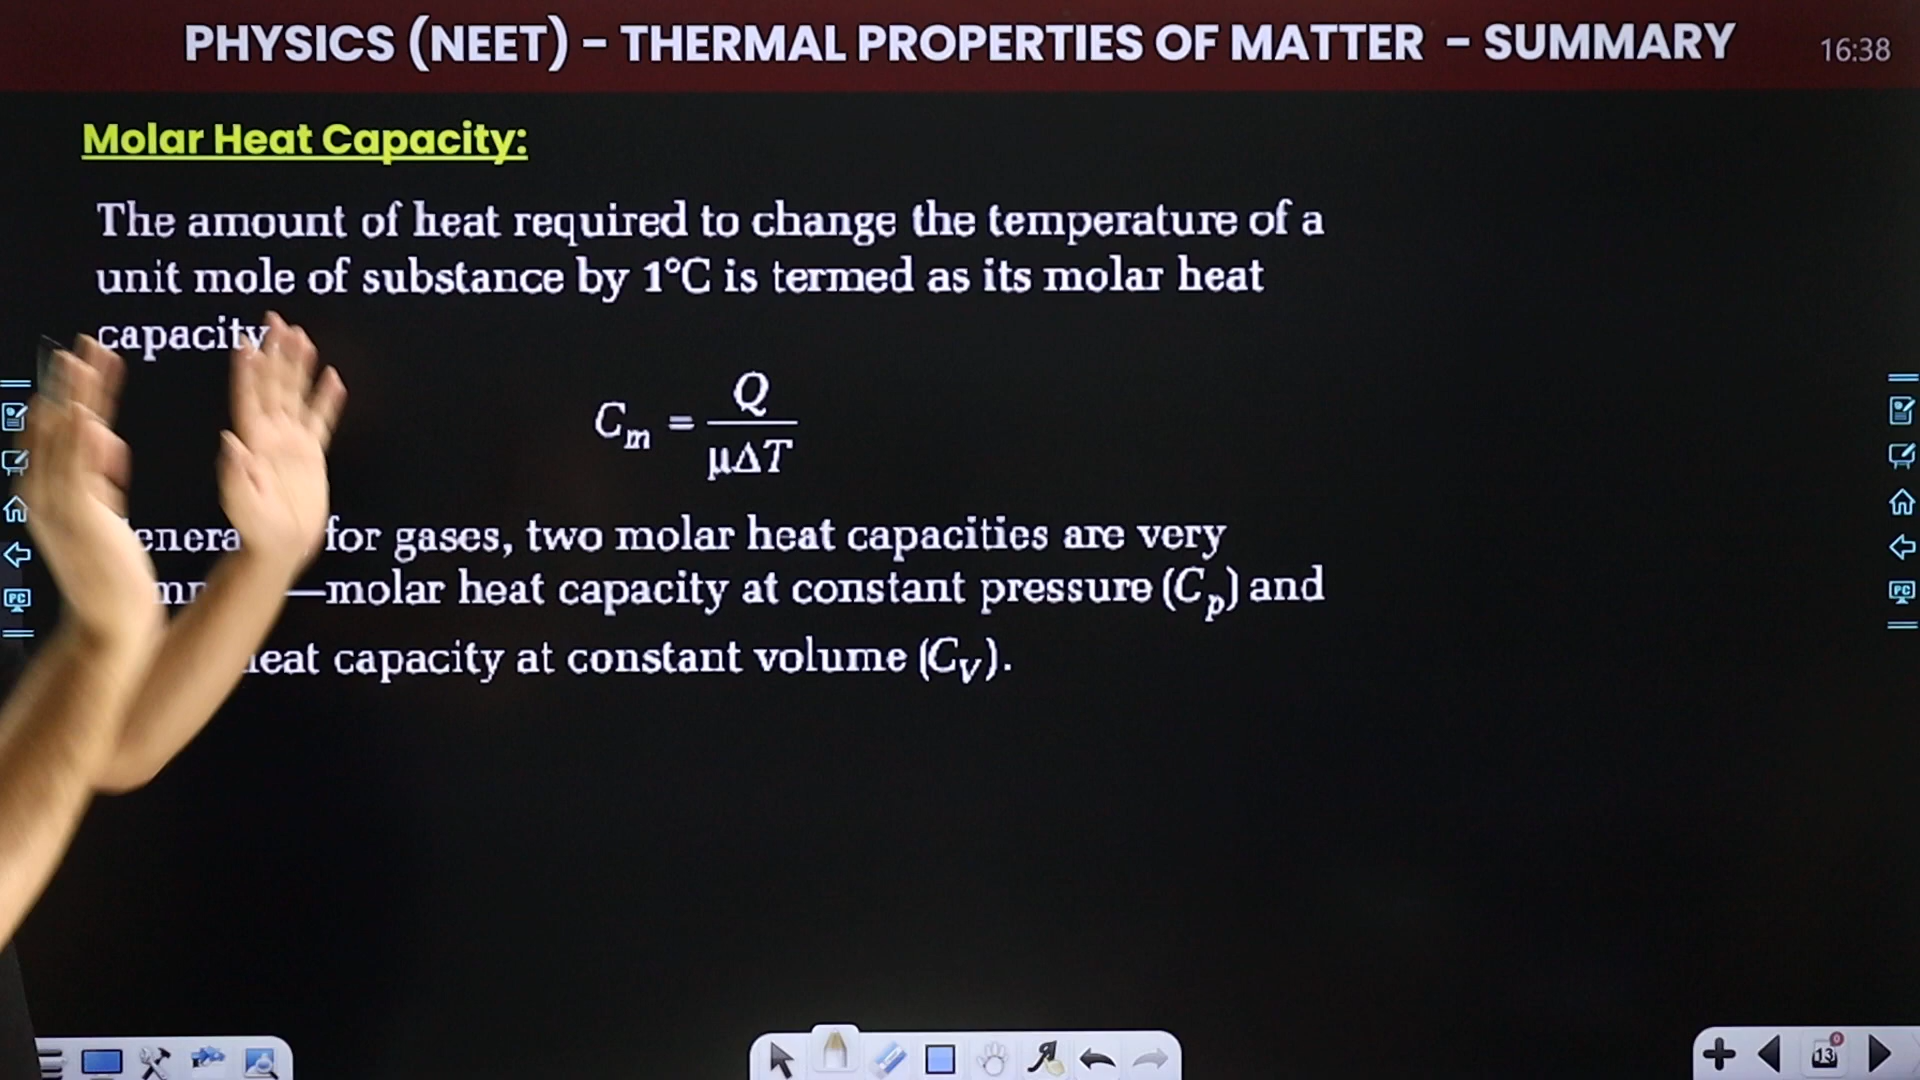 PHYSICS (NEET) – THERMAL PROPERTIES OF MATTER – SUMMARY
16:38
Molar Heat Capacity:
The amount of heat required to change the temperature of a
unit mole of substance by 1°C is termed as its molar heat
capacity
C_m = Q / μΔT
for gases, two molar heat capacities are very
—molar heat capacity at constant pressure (C_p) and
capacity at constant volume (C_V).
PC
PC
13